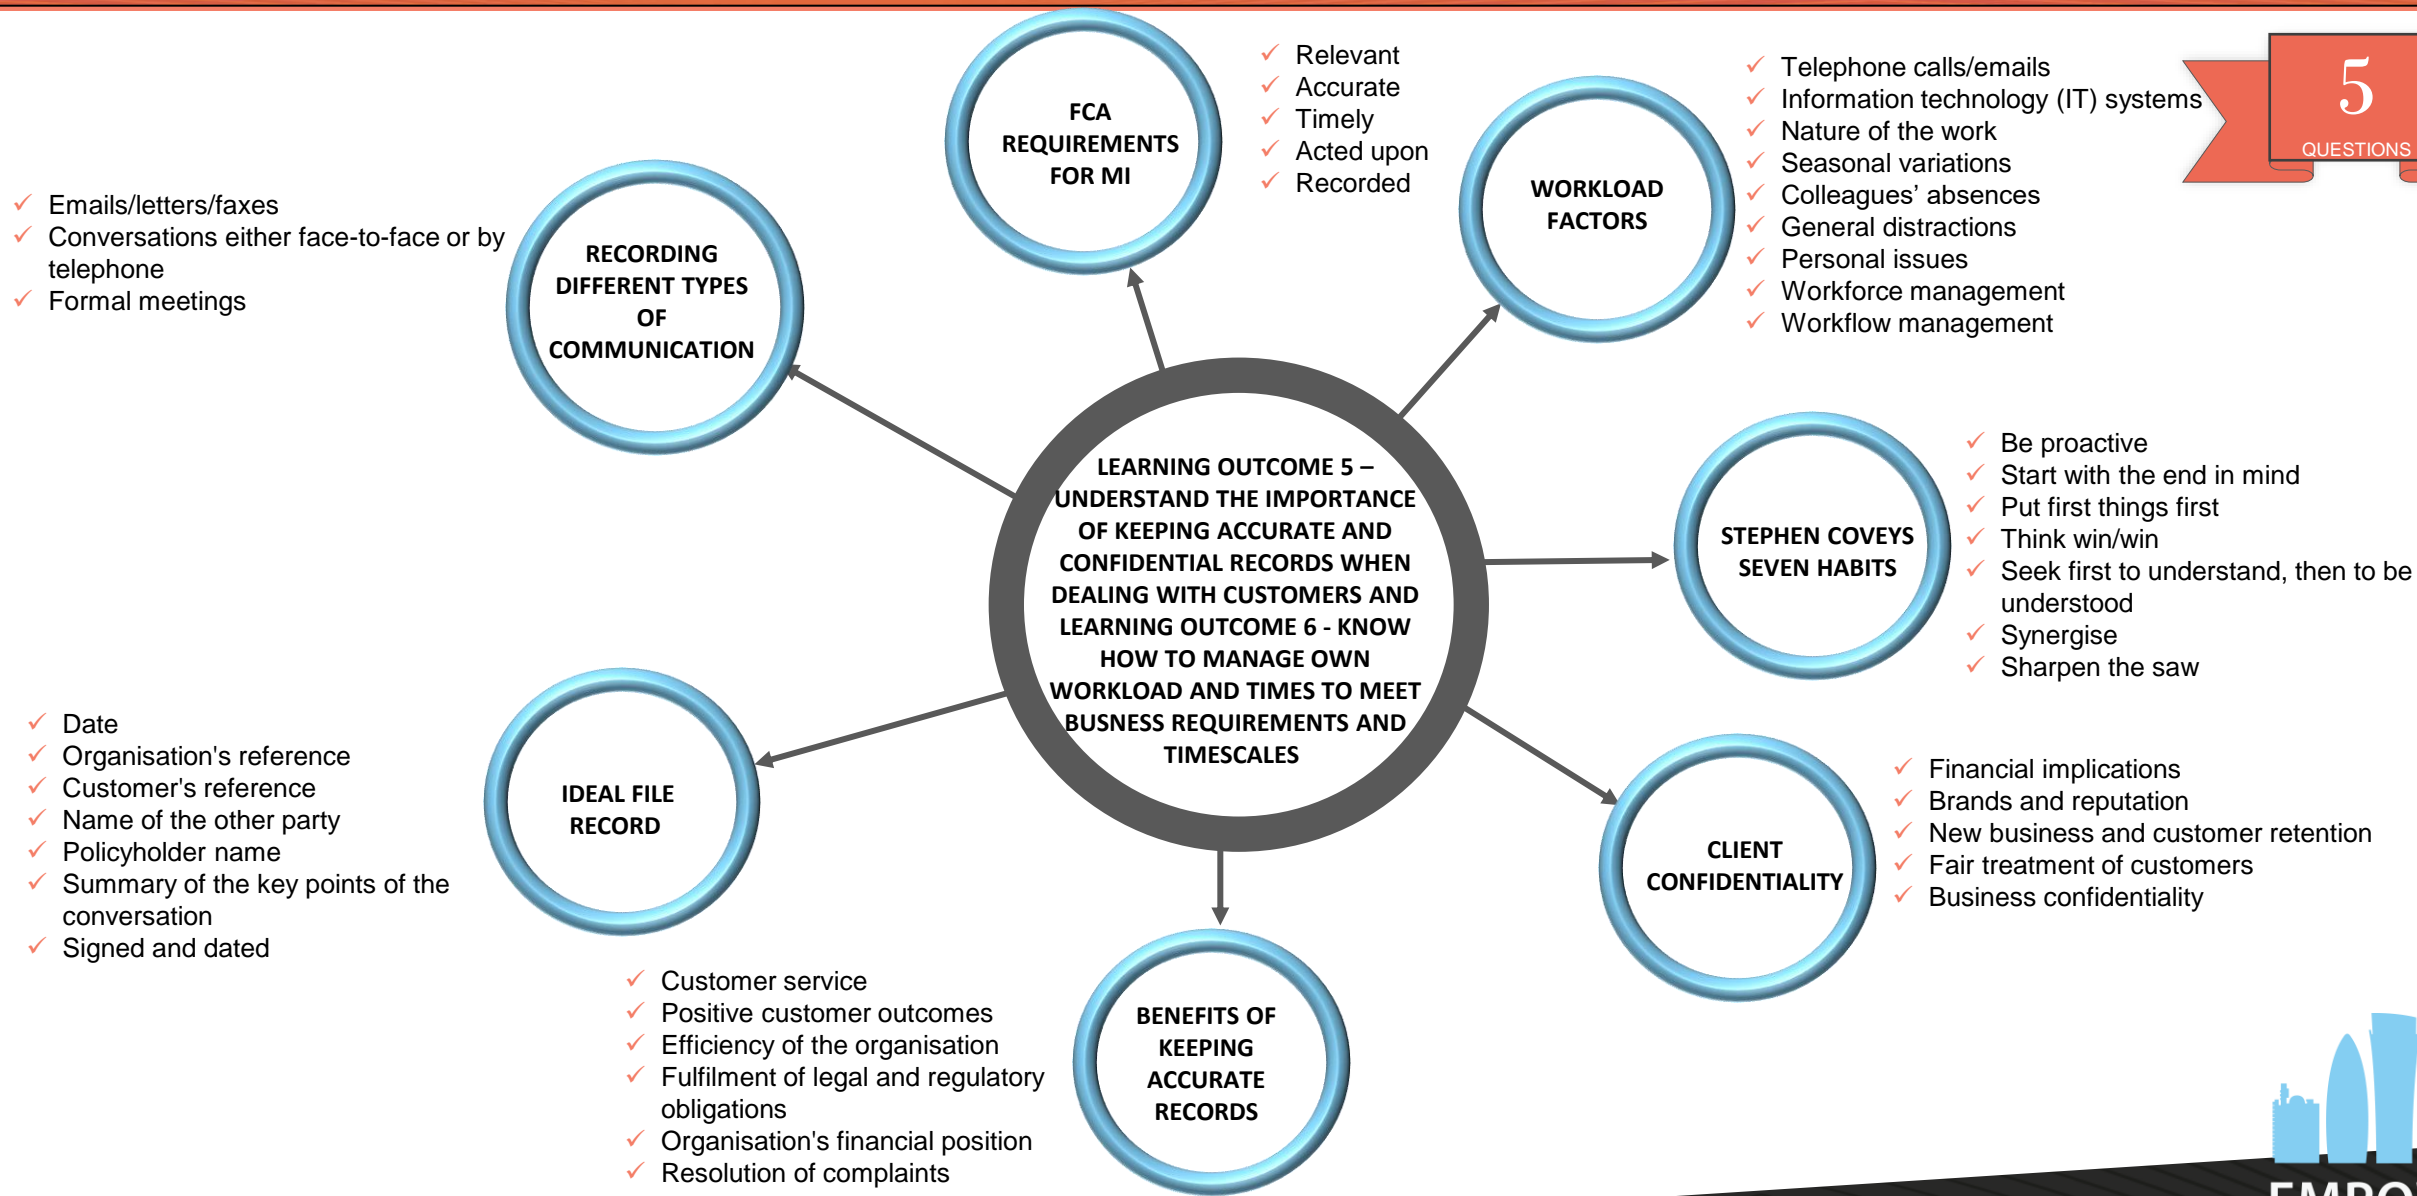 FCA
REQUIREMENTS
FOR MI
Relevant
Accurate
Timely
Acted upon
Recorded
WORKLOAD
FACTORS
Telephone calls/emails
Information technology (IT) systems
Nature of the work
Seasonal variations
Colleagues’ absences
General distractions
Personal issues
Workforce management
Workflow management
5
QUESTIONS
Emails/letters/faxes
Conversations either face-to-face or by
telephone
Formal meetings
RECORDING
DIFFERENT TYPES
OF
COMMUNICATION
LEARNING OUTCOME 5 –
UNDERSTAND THE IMPORTANCE
OF KEEPING ACCURATE AND
CONFIDENTIAL RECORDS WHEN
DEALING WITH CUSTOMERS AND
LEARNING OUTCOME 6 - KNOW
HOW TO MANAGE OWN
WORKLOAD AND TIMES TO MEET
BUSNESS REQUIREMENTS AND
TIMESCALES
STEPHEN COVEYS
SEVEN HABITS
Be proactive
Start with the end in mind
Put first things first
Think win/win
Seek first to understand, then to be
understood
Synergise
Sharpen the saw
Date
Organisation's reference
Customer's reference
Name of the other party
Policyholder name
Summary of the key points of the
conversation
Signed and dated
IDEAL FILE
RECORD
CLIENT
CONFIDENTIALITY
Financial implications
Brands and reputation
New business and customer retention
Fair treatment of customers
Business confidentiality
Customer service
Positive customer outcomes
Efficiency of the organisation
Fulfilment of legal and regulatory
obligations
Organisation's financial position
Resolution of complaints
BENEFITS OF
KEEPING
ACCURATE
RECORDS